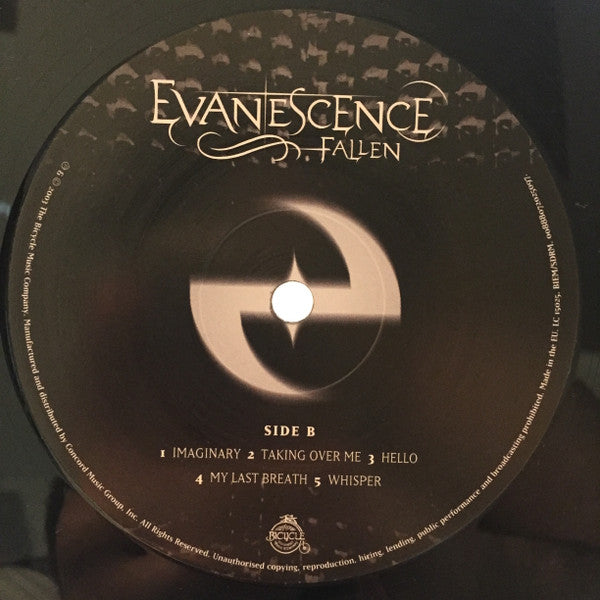 EVANESCENCE
FALLEN
SIDE B
1 IMAGINARY 2 TAKING OVER ME 3 HELLO
4 MY LAST BREATH 5 WHISPER
BICYCLE
℗ © 2003 The Bicycle Music Company. Manufactured and distributed by Concord Music Group, Inc. All Rights Reserved. Unauthorised copying, reproduction, hiring, lending, public performance and broadcasting prohibited. Made in the EU. LC 15025, BIEM/SDRM.